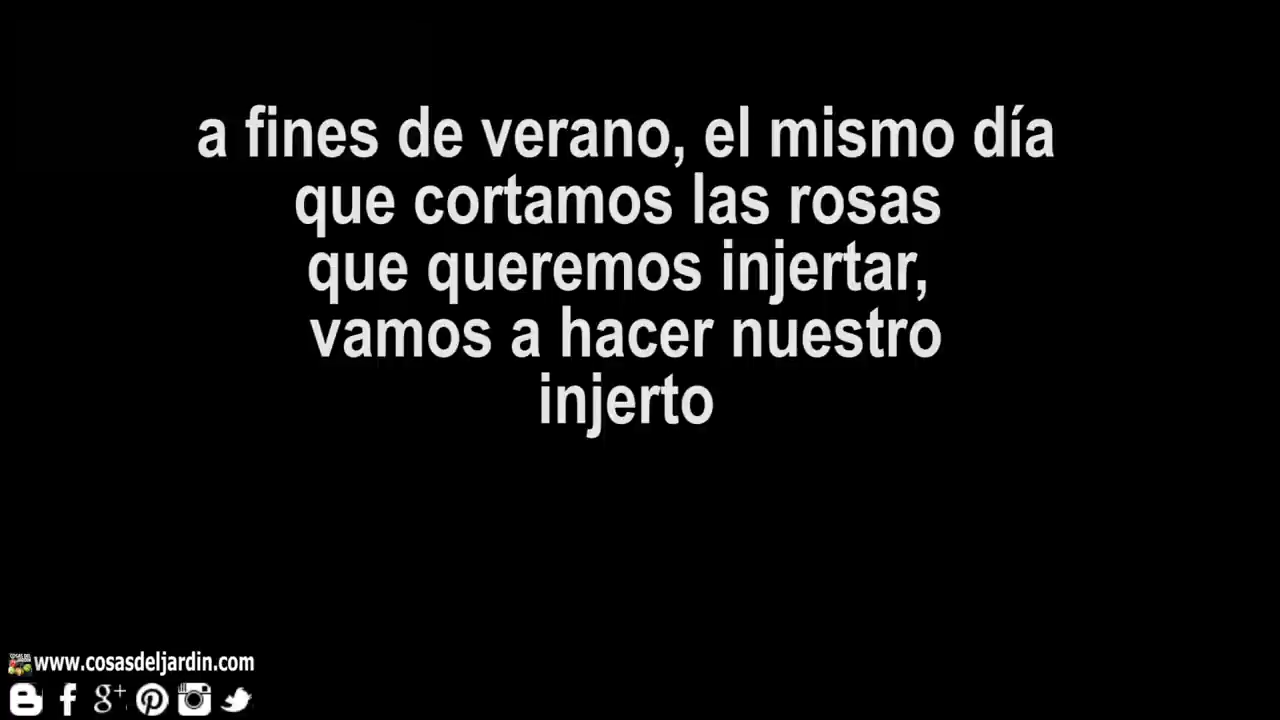 a fines de verano, el mismo día
que cortamos las rosas
que queremos injertar,
vamos a hacer nuestro
injerto
www.cosasdeljardin.com